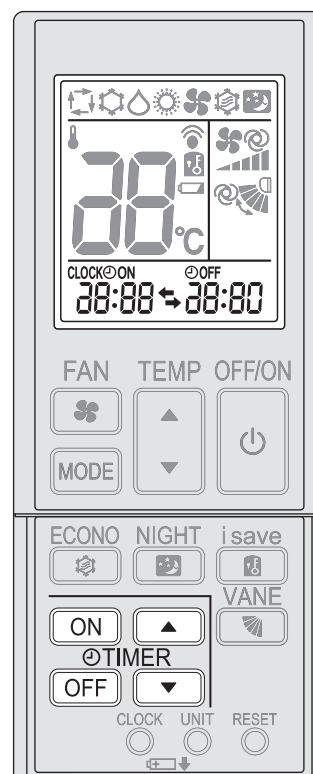 88
°C
CLOCK ON OFF
88:88 88:80
FAN TEMP OFF/ON
MODE
ECONO NIGHT i save
VANE
ON
TIMER
OFF
CLOCK UNIT RESET